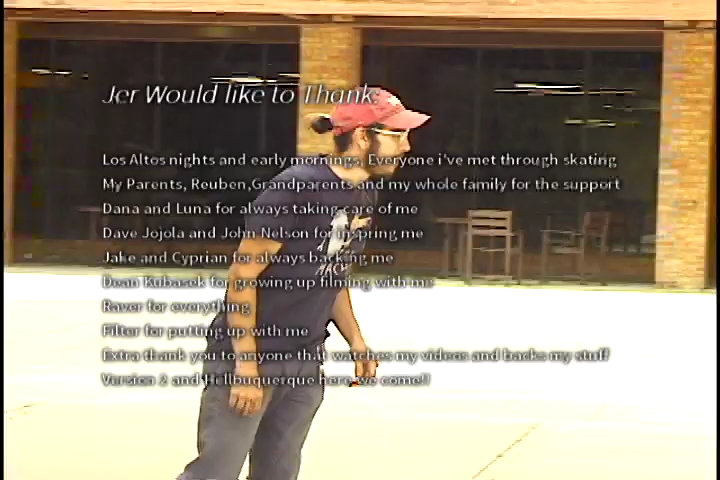 Jer Would like to Thank:
Los Altos nights and early mornings, Everyone i've met through skating
My Parents, Reuben,Grandparents and my whole family for the support
Dana and Luna for always taking care of me
Dave Jojola and John Nelson for inspring me
Jake and Cyprian for always backing me
Dean Kubasek for growing up filming with me
Raver for everything
Filter for putting up with me
Extra thank you to anyone that watches my videos and backs my stuff
Version 2 and Hellbuquerque here we come!!